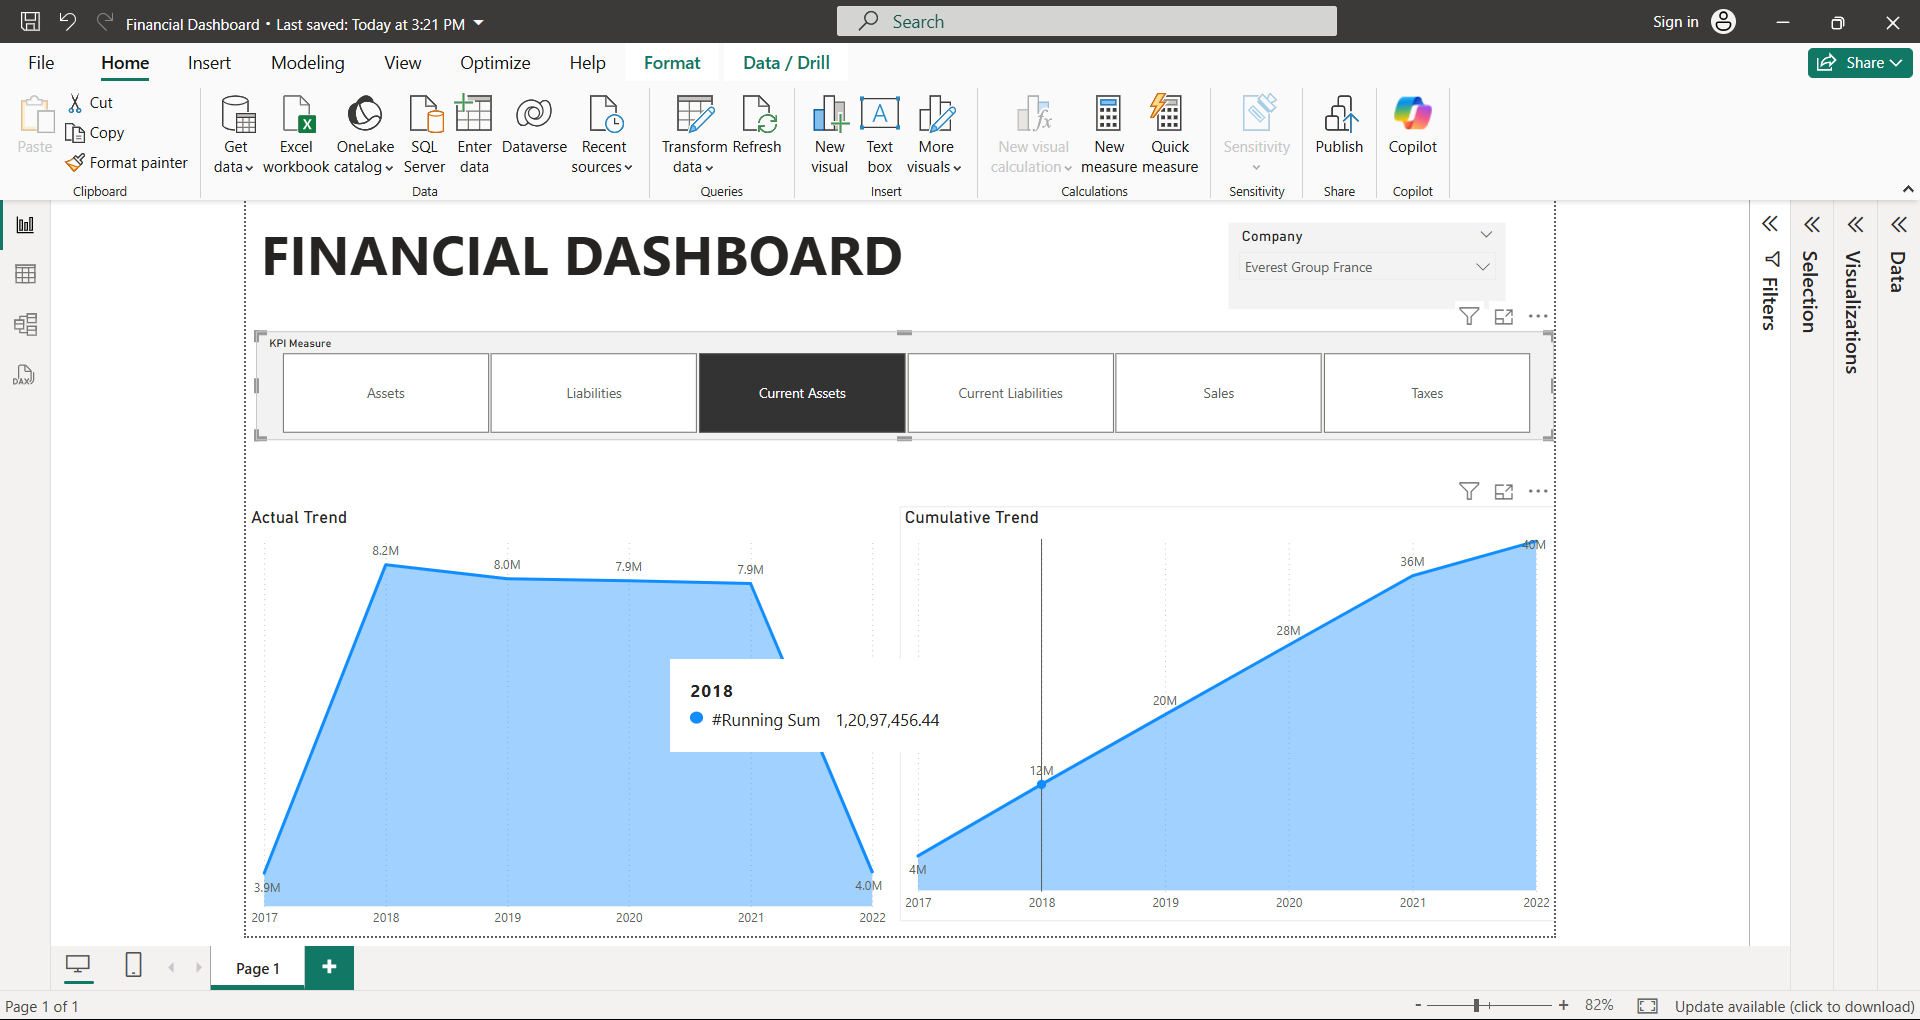 Financial Dashboard • Last saved: Today at 3:21 PM
Search
Sign in
File Home Insert Modeling View Optimize Help Format Data / Drill
Share
Paste
Cut
Copy
Format painter
Clipboard
Get data
Excel workbook
OneLake catalog
SQL Server
Enter data
Dataverse
Recent sources
Data
Transform data
Refresh
Queries
New visual
A
Text box
More visuals
Insert
New visual calculation
New measure
Quick measure
Calculations
Sensitivity
Sensitivity
Publish
Share
Copilot
Copilot
DAX
FINANCIAL DASHBOARD
Company
Everest Group France
Filters
Selection
Visualizations
Data
KPI Measure
Assets Liabilities Current Assets Current Liabilities Sales Taxes
Actual Trend
3.9M 8.2M 8.0M 7.9M 7.9M 4.0M
2017 2018 2019 2020 2021 2022
2018
#Running Sum 1,20,97,456.44
Cumulative Trend
4M 12M 20M 28M 36M 40M
2017 2018 2019 2020 2021 2022
Page 1
+
Page 1 of 1
- + 82%
Update available (click to download)